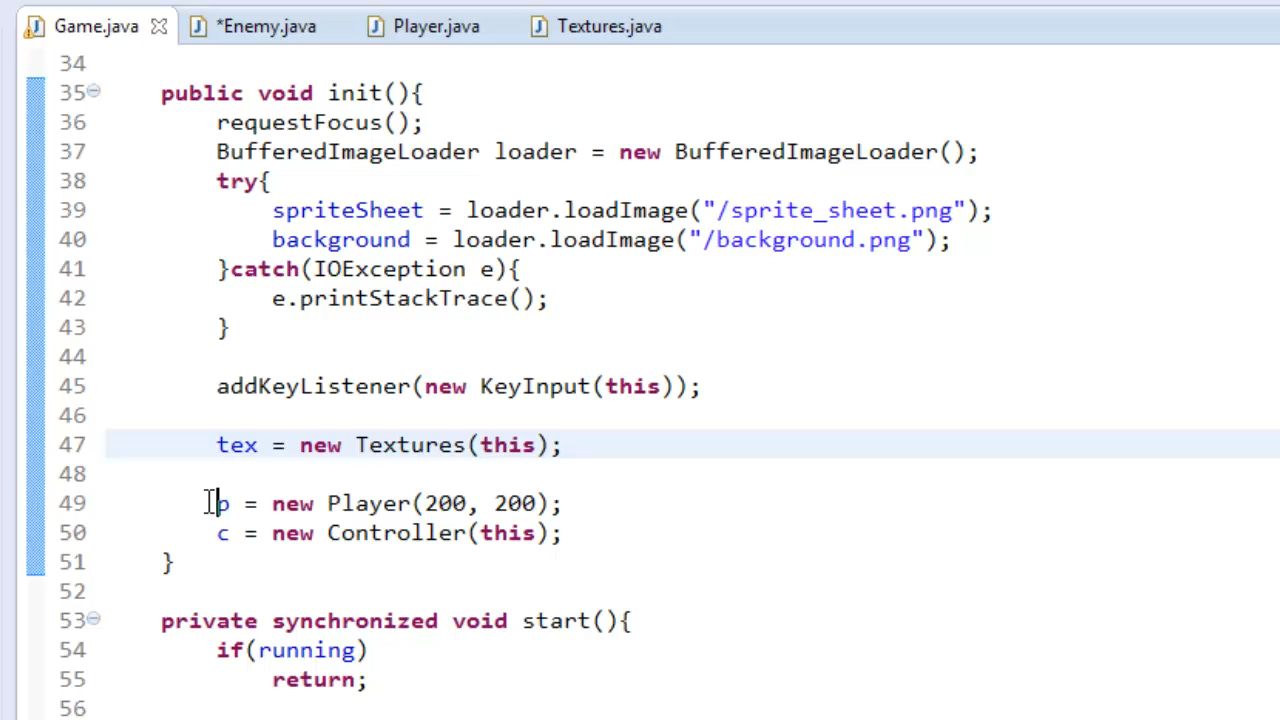 Game.java *Enemy.java Player.java Textures.java
34
35 public void init(){
36 requestFocus();
37 BufferedImageLoader loader = new BufferedImageLoader();
38 try{
39 spriteSheet = loader.loadImage("/sprite_sheet.png");
40 background = loader.loadImage("/background.png");
41 }catch(IOException e){
42 e.printStackTrace();
43 }
44
45 addKeyListener(new KeyInput(this));
46
47 tex = new Textures(this);
48
49 p = new Player(200, 200);
50 c = new Controller(this);
51 }
52
53 private synchronized void start(){
54 if(running)
55 return;
56